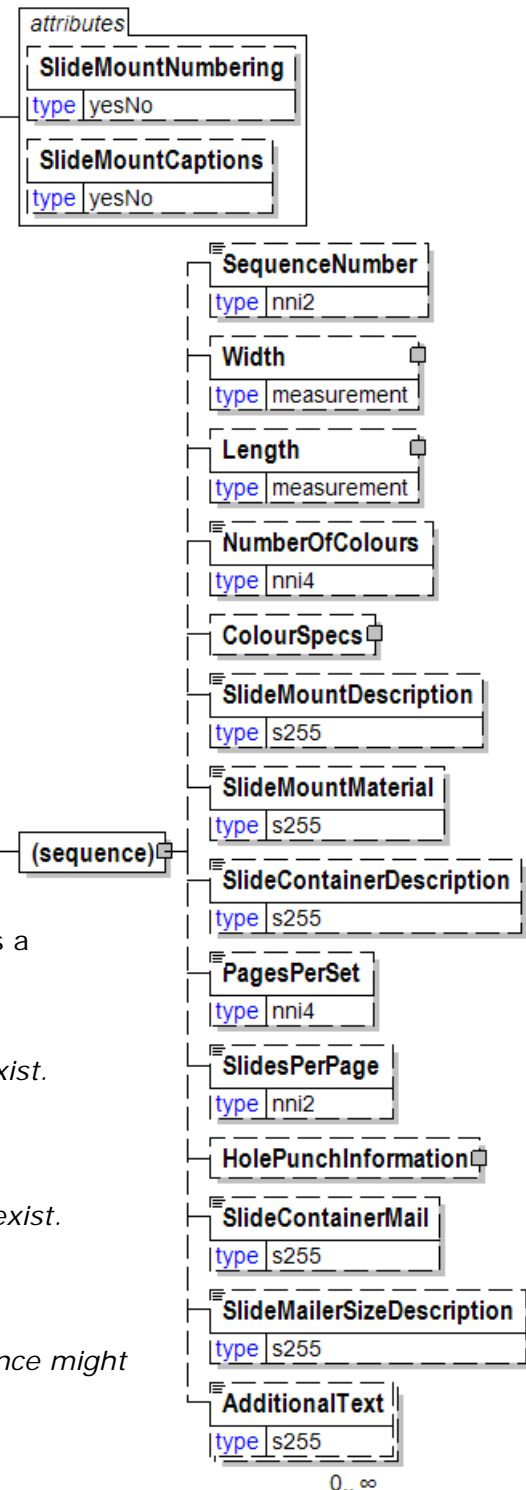 attributes
SlideMountNumbering
type yesNo
SlideMountCaptions
type yesNo
SequenceNumber
type nni2
Width
type measurement
Length
type measurement
NumberOfColours
type nni4
ColourSpecs
SlideMountDescription
type s255
SlideMountMaterial
type s255
(sequence)
SlideContainerDescription
type s255
s a
PagesPerSet
type nni4
xist.
SlidesPerPage
type nni2
HolePunchInformation
exist.
SlideContainerMail
type s255
SlideMailerSizeDescription
type s255
nce might
AdditionalText
type s255
0..∞